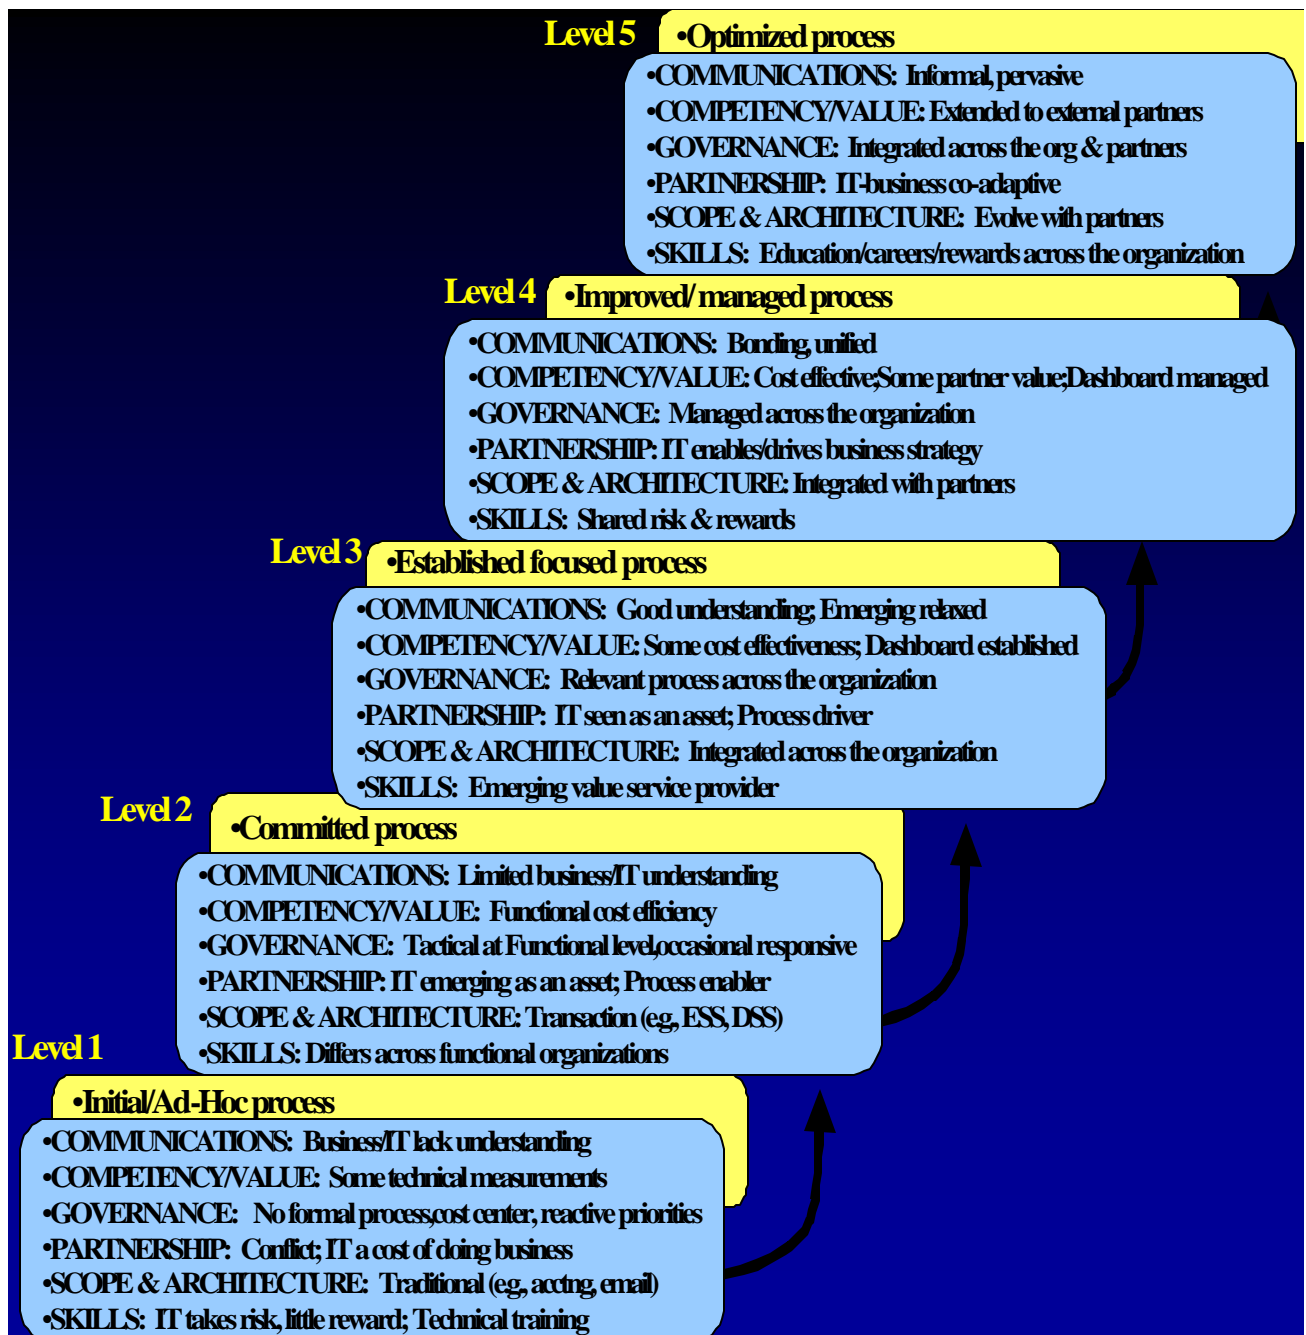 Level 5
•Optimized process
•COMMUNICATIONS: Informal, pervasive
•COMPETENCY/VALUE: Extended to external partners
•GOVERNANCE: Integrated across the org & partners
•PARTNERSHIP: IT-business co-adaptive
•SCOPE & ARCHITECTURE: Evolve with partners
•SKILLS: Education/careers/rewards across the organization
Level 4
•Improved/ managed process
•COMMUNICATIONS: Bonding, unified
•COMPETENCY/VALUE: Cost effective;Some partner value;Dashboard managed
•GOVERNANCE: Managed across the organization
•PARTNERSHIP: IT enables/drives business strategy
•SCOPE & ARCHITECTURE: Integrated with partners
•SKILLS: Shared risk & rewards
Level 3
•Established focused process
•COMMUNICATIONS: Good understanding; Emerging relaxed
•COMPETENCY/VALUE: Some cost effectiveness; Dashboard established
•GOVERNANCE: Relevant process across the organization
•PARTNERSHIP: IT seen as an asset; Process driver
•SCOPE & ARCHITECTURE: Integrated across the organization
•SKILLS: Emerging value service provider
Level 2
•Committed process
•COMMUNICATIONS: Limited business/IT understanding
•COMPETENCY/VALUE: Functional cost efficiency
•GOVERNANCE: Tactical at Functional level,occasional responsive
•PARTNERSHIP: IT emerging as an asset; Process enabler
•SCOPE & ARCHITECTURE: Transaction (e.g., ESS, DSS)
•SKILLS: Differs across functional organizations
Level 1
•Initial/Ad-Hoc process
•COMMUNICATIONS: Business/IT lack understanding
•COMPETENCY/VALUE: Some technical measurements
•GOVERNANCE: No formal process,cost center, reactive priorities
•PARTNERSHIP: Conflict; IT a cost of doing business
•SCOPE & ARCHITECTURE: Traditional (e.g., acctng, email)
•SKILLS: IT takes risk, little reward; Technical training